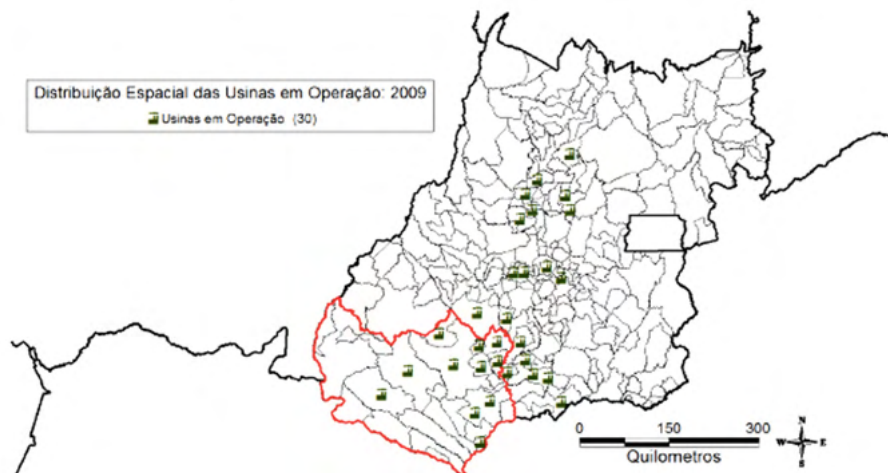 Distribuição Espacial das Usinas em Operação: 2009
Usinas em Operação (30)
N
W E
S
0 150 300
Quilometros